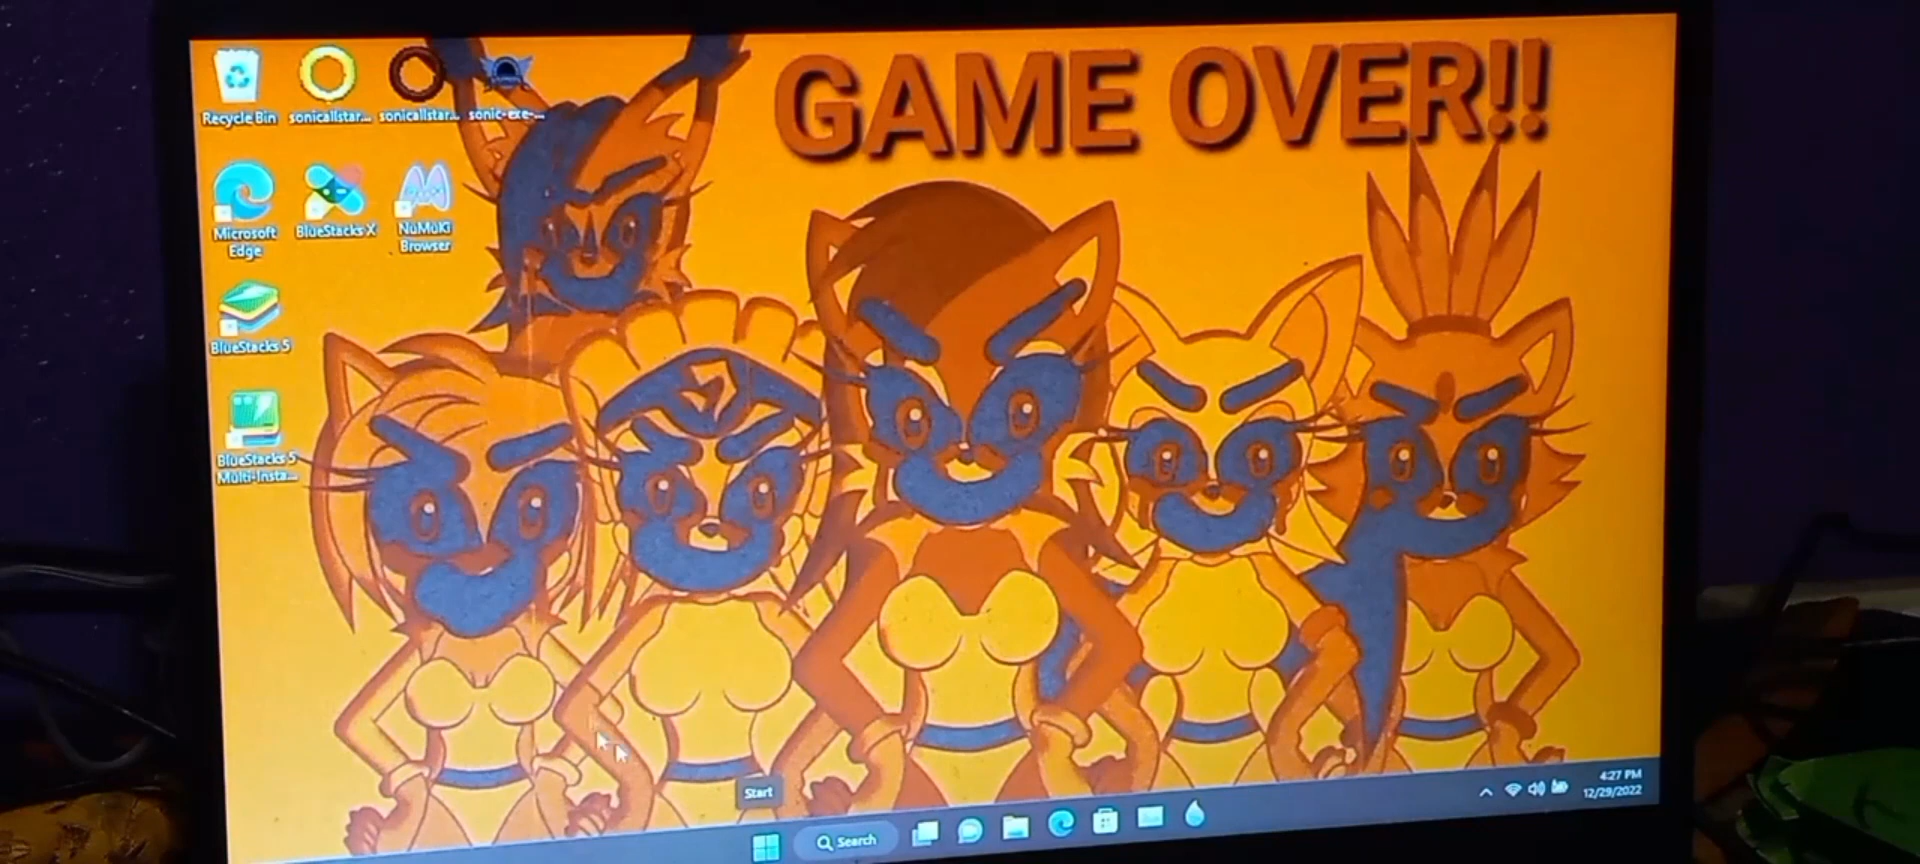 GAME OVER!!
Recycle Bin
sonicallstar...
sonicallstar...
sonic-exe-...
Microsoft
Edge
BlueStacks X
NuMuKi
Browser
BlueStacks 5
BlueStacks 5
Multi-Insta...
Start
Search
4:27 PM
12/29/2022